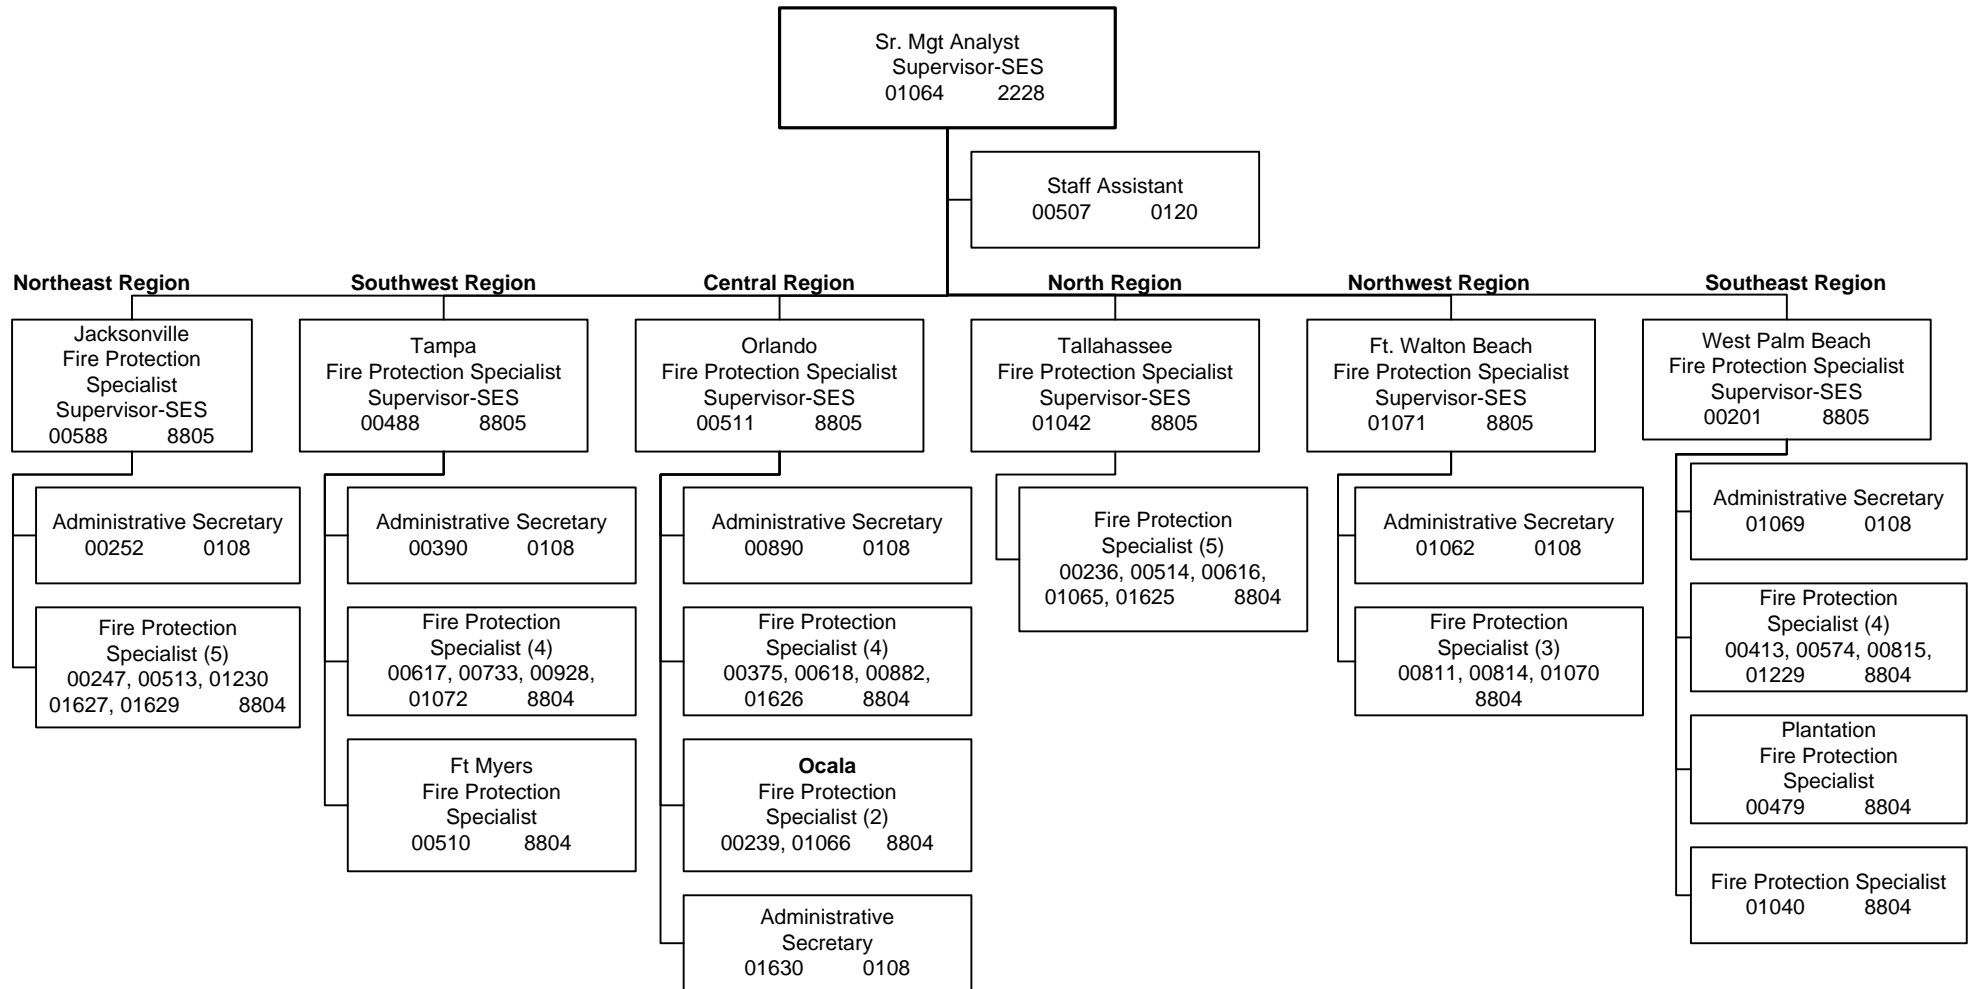 Sr. Mgt Analyst
Supervisor-SES
01064 2228
Staff Assistant
00507 0120
Northeast Region
Southwest Region
Central Region
North Region
Northwest Region
Southeast Region
Jacksonville
Fire Protection
Specialist
Supervisor-SES
00588 8805
Tampa
Fire Protection Specialist
Supervisor-SES
00488 8805
Orlando
Fire Protection Specialist
Supervisor-SES
00511 8805
Tallahassee
Fire Protection Specialist
Supervisor-SES
01042 8805
Ft. Walton Beach
Fire Protection Specialist
Supervisor-SES
01071 8805
West Palm Beach
Fire Protection Specialist
Supervisor-SES
00201 8805
Administrative Secretary
00252 0108
Fire Protection
Specialist (5)
00247, 00513, 01230
01627, 01629 8804
Administrative Secretary
00390 0108
Fire Protection
Specialist (4)
00617, 00733, 00928,
01072 8804
Ft Myers
Fire Protection
Specialist
00510 8804
Administrative Secretary
00890 0108
Fire Protection
Specialist (4)
00375, 00618, 00882,
01626 8804
Ocala
Fire Protection
Specialist (2)
00239, 01066 8804
Administrative
Secretary
01630 0108
Fire Protection
Specialist (5)
00236, 00514, 00616,
01065, 01625 8804
Administrative Secretary
01062 0108
Fire Protection
Specialist (3)
00811, 00814, 01070
8804
Administrative Secretary
01069 0108
Fire Protection
Specialist (4)
00413, 00574, 00815,
01229 8804
Plantation
Fire Protection
Specialist
00479 8804
Fire Protection Specialist
01040 8804